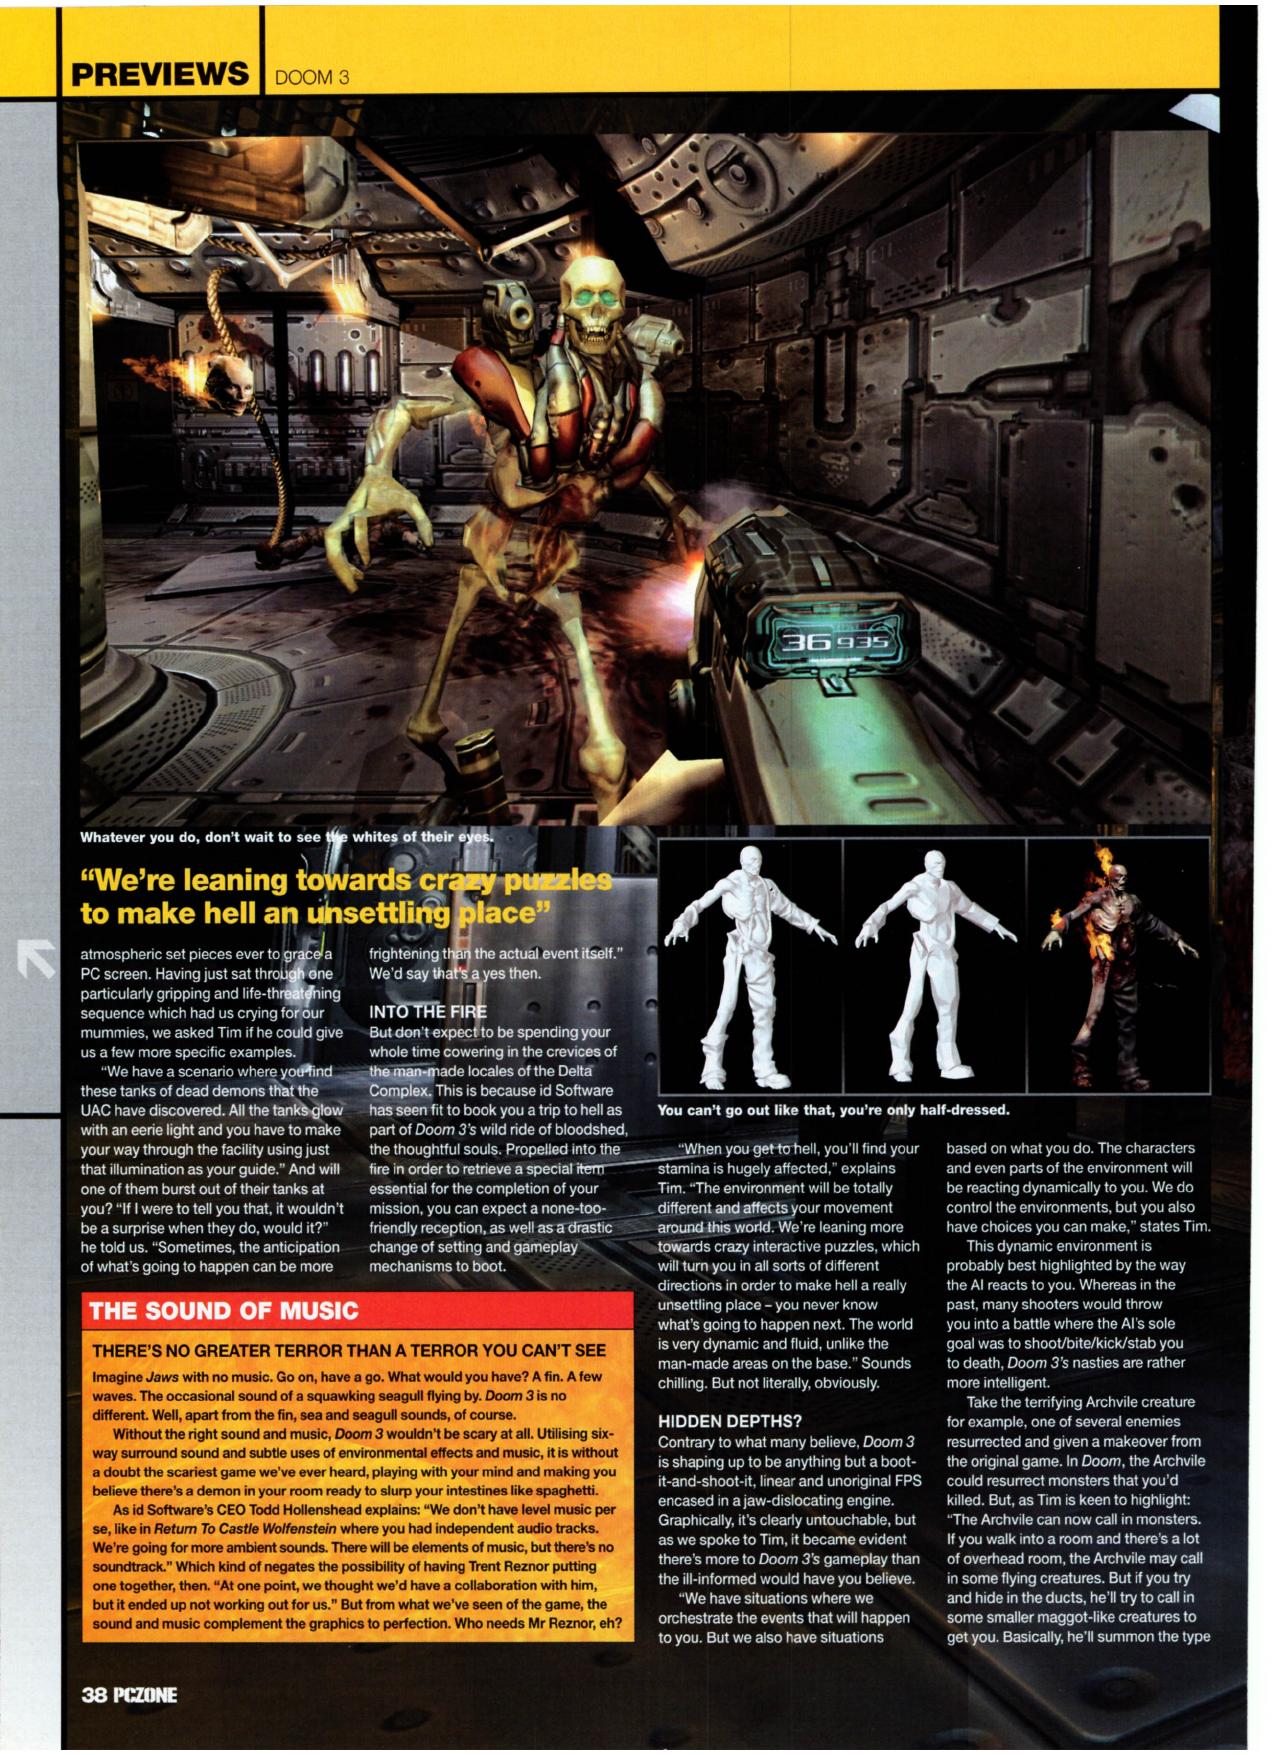 PREVIEWS DOOM 3
36 935
Whatever you do, don't wait to see the whites of their eyes.
“We're leaning towards crazy puzzles
to make hell an unsettling place”
atmospheric set pieces ever to grace a
PC screen. Having just sat through one
particularly gripping and life-threatening
sequence which had us crying for our
mummies, we asked Tim if he could give
us a few more specific examples.
“We have a scenario where you find
these tanks of dead demons that the
UAC have discovered. All the tanks glow
with an eerie light and you have to make
your way through the facility using just
that illumination as your guide.” And will
one of them burst out of their tanks at
you? “If I were to tell you that, it wouldn't
be a surprise when they do, would it?”
he told us. “Sometimes, the anticipation
of what's going to happen can be more
frightening than the actual event itself.”
We'd say that's a yes then.
INTO THE FIRE
But don't expect to be spending your
whole time cowering in the crevices of
the man-made locales of the Delta
Complex. This is because id Software
has seen fit to book you a trip to hell as
part of Doom 3's wild ride of bloodshed,
the thoughtful souls. Propelled into the
fire in order to retrieve a special item
essential for the completion of your
mission, you can expect a none-too-
friendly reception, as well as a drastic
change of setting and gameplay
mechanisms to boot.
THE SOUND OF MUSIC
THERE'S NO GREATER TERROR THAN A TERROR YOU CAN'T SEE
Imagine Jaws with no music. Go on, have a go. What would you have? A fin. A few
waves. The occasional sound of a squawking seagull flying by. Doom 3 is no
different. Well, apart from the fin, sea and seagull sounds, of course.
Without the right sound and music, Doom 3 wouldn't be scary at all. Utilising six-
way surround sound and subtle uses of environmental effects and music, it is without
a doubt the scariest game we've ever heard, playing with your mind and making you
believe there's a demon in your room ready to slurp your intestines like spaghetti.
As id Software's CEO Todd Hollenshead explains: “We don't have level music per
se, like in Return To Castle Wolfenstein where you had independent audio tracks.
We're going for more ambient sounds. There will be elements of music, but there's no
soundtrack.” Which kind of negates the possibility of having Trent Reznor putting
one together, then. “At one point, we thought we'd have a collaboration with him,
but it ended up not working out for us.” But from what we've seen of the game, the
sound and music complement the graphics to perfection. Who needs Mr Reznor, eh?
You can't go out like that, you're only half-dressed.
“When you get to hell, you'll find your
stamina is hugely affected,” explains
Tim. “The environment will be totally
different and affects your movement
around this world. We're leaning more
towards crazy interactive puzzles, which
will turn you in all sorts of different
directions in order to make hell a really
unsettling place – you never know
what's going to happen next. The world
is very dynamic and fluid, unlike the
man-made areas on the base.” Sounds
chilling. But not literally, obviously.
HIDDEN DEPTHS?
Contrary to what many believe, Doom 3
is shaping up to be anything but a boot-
it-and-shoot-it, linear and unoriginal FPS
encased in a jaw-dislocating engine.
Graphically, it's clearly untouchable, but
as we spoke to Tim, it became evident
there's more to Doom 3's gameplay than
the ill-informed would have you believe.
“We have situations where we
orchestrate the events that will happen
to you. But we also have situations
based on what you do. The characters
and even parts of the environment will
be reacting dynamically to you. We do
control the environments, but you also
have choices you can make,” states Tim.
This dynamic environment is
probably best highlighted by the way
the AI reacts to you. Whereas in the
past, many shooters would throw
you into a battle where the AI's sole
goal was to shoot/bite/kick/stab you
to death, Doom 3's nasties are rather
more intelligent.
Take the terrifying Archvile creature
for example, one of several enemies
resurrected and given a makeover from
the original game. In Doom, the Archvile
could resurrect monsters that you'd
killed. But, as Tim is keen to highlight:
“The Archvile can now call in monsters.
If you walk into a room and there's a lot
of overhead room, the Archvile may call
in some flying creatures. But if you try
and hide in the ducts, he'll try to call in
some smaller maggot-like creatures to
get you. Basically, he'll summon the type
38 PCZONE